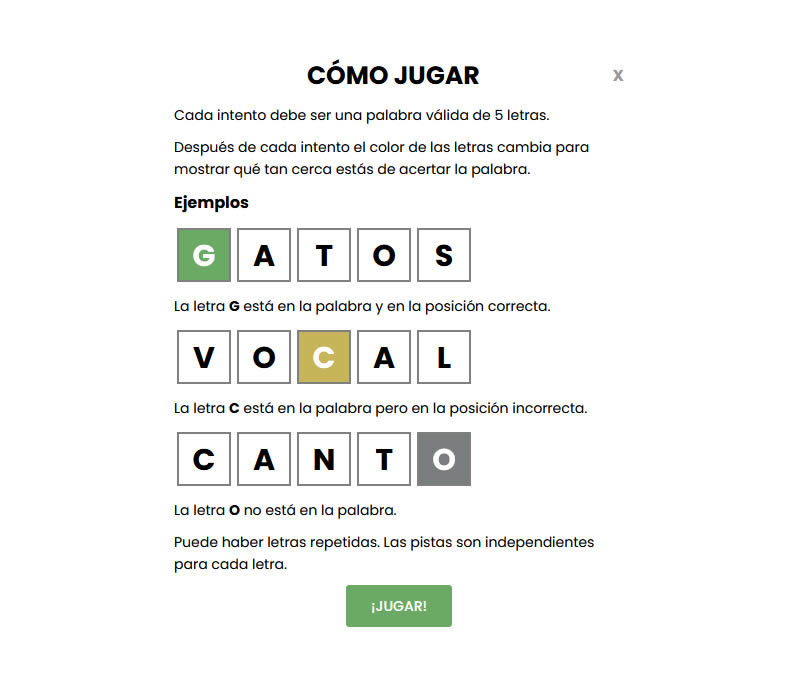 CÓMO JUGAR
X
Cada intento debe ser una palabra válida de 5 letras.
Después de cada intento el color de las letras cambia para
mostrar qué tan cerca estás de acertar la palabra.
Ejemplos
G A T O S
La letra G está en la palabra y en la posición correcta.
V O C A L
La letra C está en la palabra pero en la posición incorrecta.
C A N T O
La letra O no está en la palabra.
Puede haber letras repetidas. Las pistas son independientes
para cada letra.
¡JUGAR!